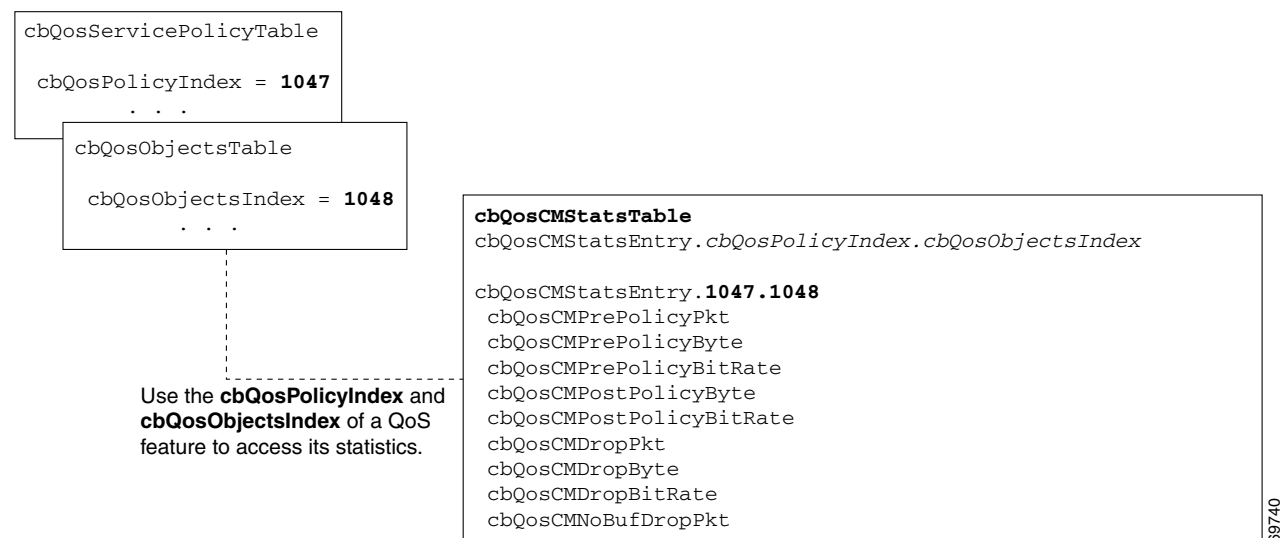 cbQosServicePolicyTable
cbQosPolicyIndex = 1047
. . .
cbQosObjectsTable
cbQosObjectsIndex = 1048
. . .
Use the cbQosPolicyIndex and
cbQosObjectsIndex of a QoS
feature to access its statistics.
cbQosCMStatsTable
cbQosCMStatsEntry.cbQosPolicyIndex.cbQosObjectsIndex
cbQosCMStatsEntry.1047.1048
cbQosCMPrePolicyPkt
cbQosCMPrePolicyByte
cbQosCMPrePolicyBitRate
cbQosCMPostPolicyByte
cbQosCMPostPolicyBitRate
cbQosCMDropPkt
cbQosCMDropByte
cbQosCMDropBitRate
cbQosCMNoBufDropPkt